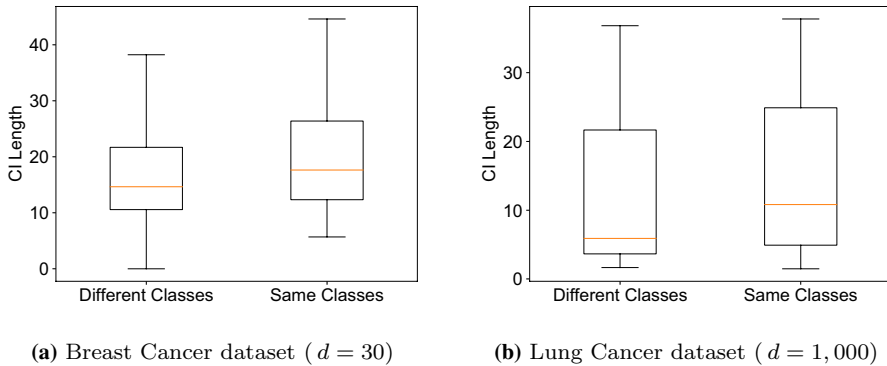 40
30
20
10
0
CI Length
Different Classes
Same Classes
(a) Breast Cancer dataset ( d = 30)
30
20
10
0
CI Length
Different Classes
Same Classes
(b) Lung Cancer dataset ( d = 1, 000)